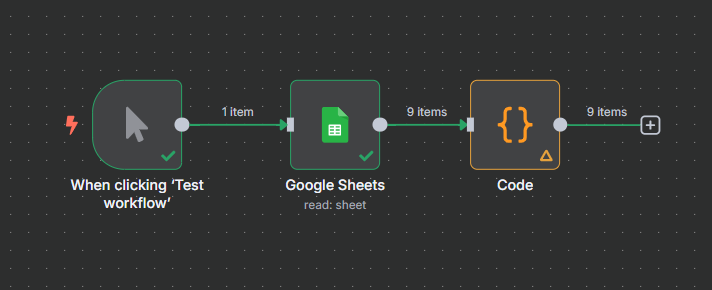 1 item
9 items
9 items
When clicking ‘Test
workflow’
Google Sheets
read: sheet
Code